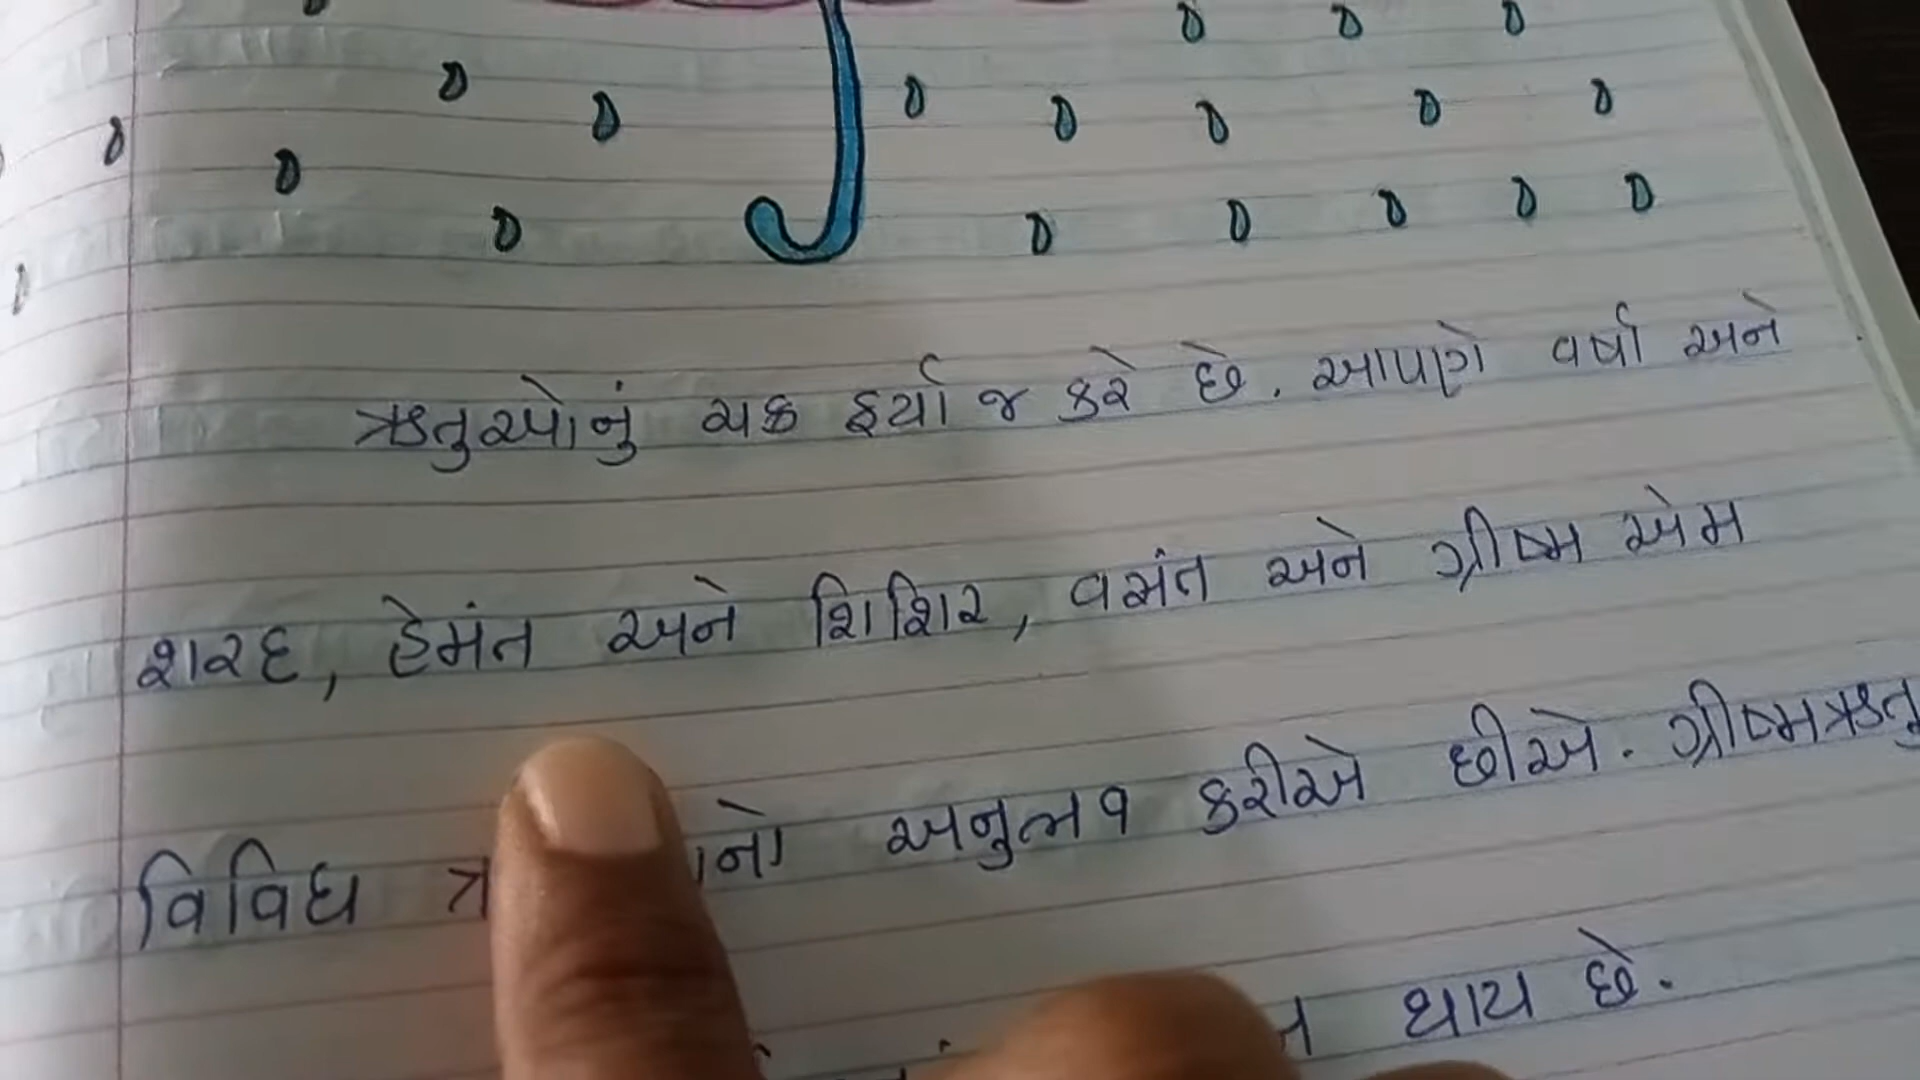 ઋતુઓનું ચક્ર ફર્યા જ કરે છે. આપણે વર્ષા અને
શરદ, હેમંત અને શિશિર, વસંત અને ગ્રીષ્મ એમ
વિવિધ અનુભવ કરીએ છીએ. ગ્રીષ્મઋતુ
થાય છે.